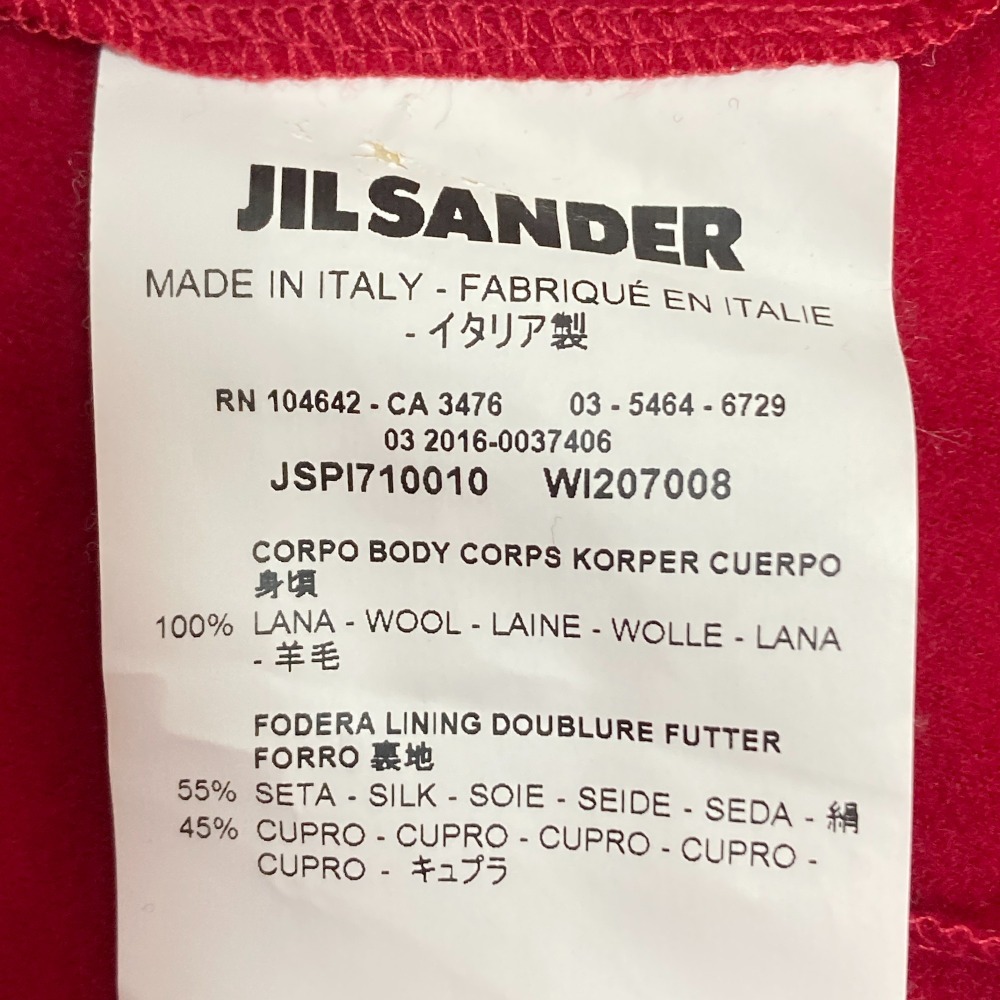 JIL SANDER
MADE IN ITALY - FABRIQUÉ EN ITALIE
- イタリア製
RN 104642 - CA 3476 03 - 5464 - 6729
03 2016-0037406
JSPI710010 WI207008
CORPO BODY CORPS KORPER CUERPO
身頃
100% LANA - WOOL - LAINE - WOLLE - LANA
- 羊毛
FODERA LINING DOUBLURE FUTTER
FORRO 裏地
55% SETA - SILK - SOIE - SEIDE - SEDA - 絹
45% CUPRO - CUPRO - CUPRO - CUPRO -
CUPRO - キュプラ